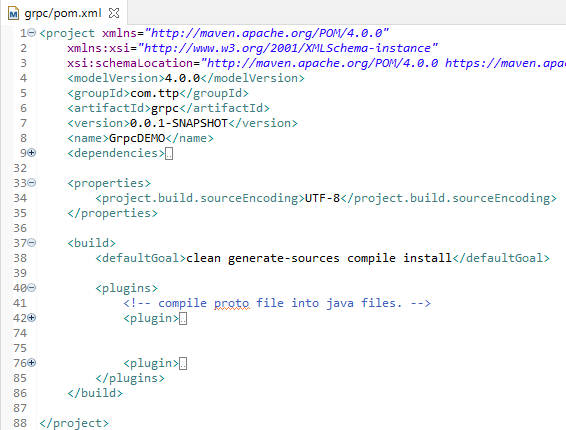 grpc/pom.xml
1 <project xmlns="http://maven.apache.org/POM/4.0.0"
2 xmlns:xsi="http://www.w3.org/2001/XMLSchema-instance"
3 xsi:schemaLocation="http://maven.apache.org/POM/4.0.0 https://maven.apa
4 <modelVersion>4.0.0</modelVersion>
5 <groupId>com.ttp</groupId>
6 <artifactId>grpc</artifactId>
7 <version>0.0.1-SNAPSHOT</version>
8 <name>GrpcDEMO</name>
9 <dependencies>
32
33 <properties>
34 <project.build.sourceEncoding>UTF-8</project.build.sourceEncoding>
35 </properties>
36
37 <build>
38 <defaultGoal>clean generate-sources compile install</defaultGoal>
39
40 <plugins>
41 <!-- compile proto file into java files. -->
42 <plugin>
74
75
76 <plugin>
85 </plugins>
86 </build>
87
88 </project>